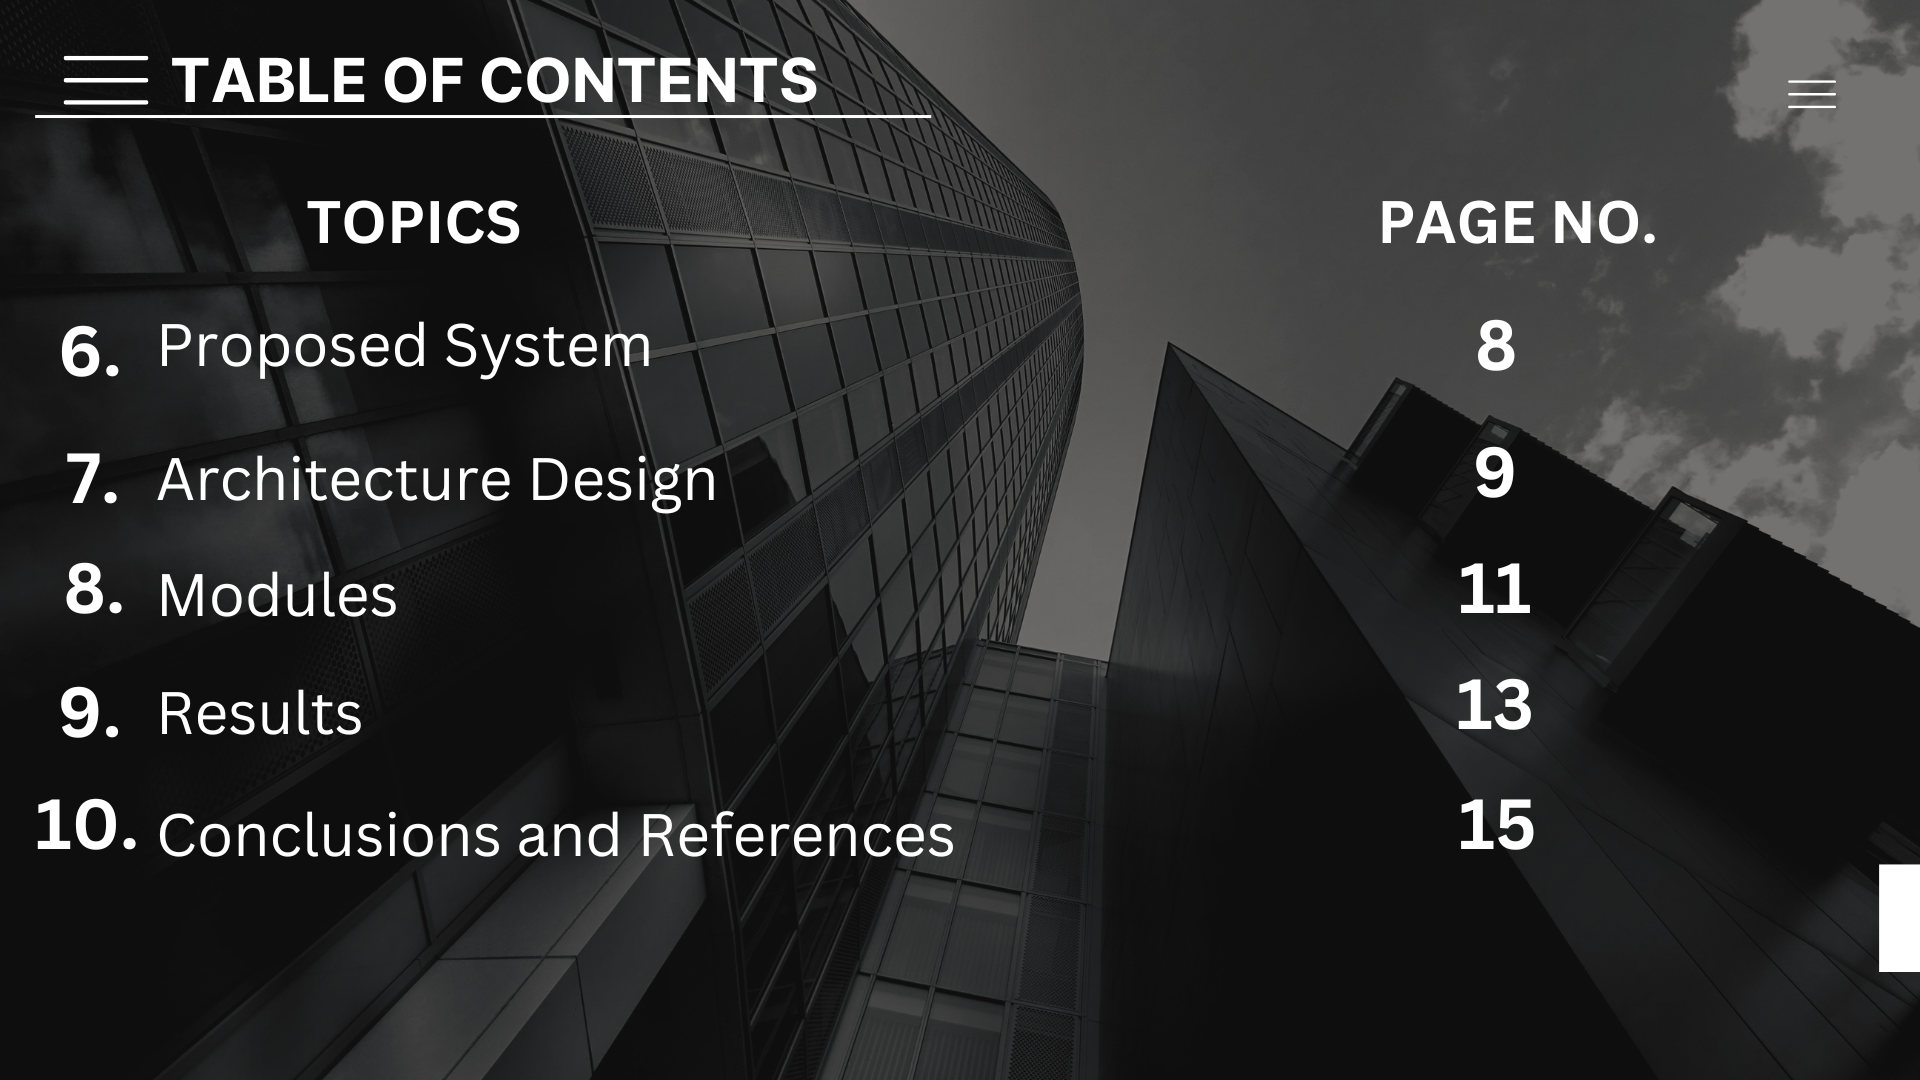 TABLE OF CONTENTS
TOPICS PAGE NO.
6. Proposed System 8
7. Architecture Design 9
8. Modules 11
9. Results 13
10. Conclusions and References 15